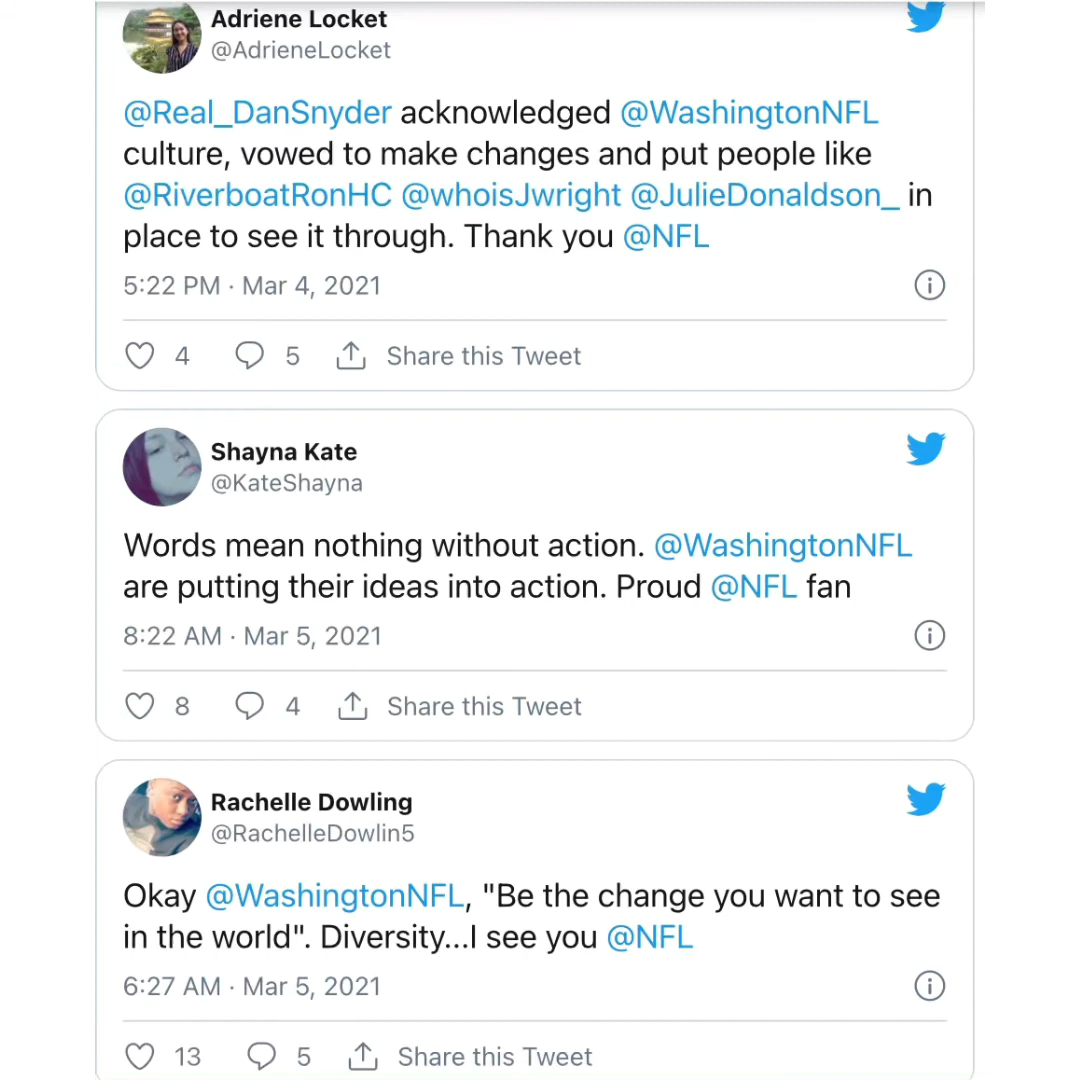 Adriene Locket
@AdrieneLocket
@Real_DanSnyder acknowledged @WashingtonNFL
culture, vowed to make changes and put people like
@RiverboatRonHC @whoisJwright @JulieDonaldson_ in
place to see it through. Thank you @NFL
5:22 PM · Mar 4, 2021
4 5 Share this Tweet
Shayna Kate
@KateShayna
Words mean nothing without action. @WashingtonNFL
are putting their ideas into action. Proud @NFL fan
8:22 AM · Mar 5, 2021
8 4 Share this Tweet
Rachelle Dowling
@RachelleDowlin5
Okay @WashingtonNFL, "Be the change you want to see
in the world". Diversity...I see you @NFL
6:27 AM · Mar 5, 2021
13 5 Share this Tweet